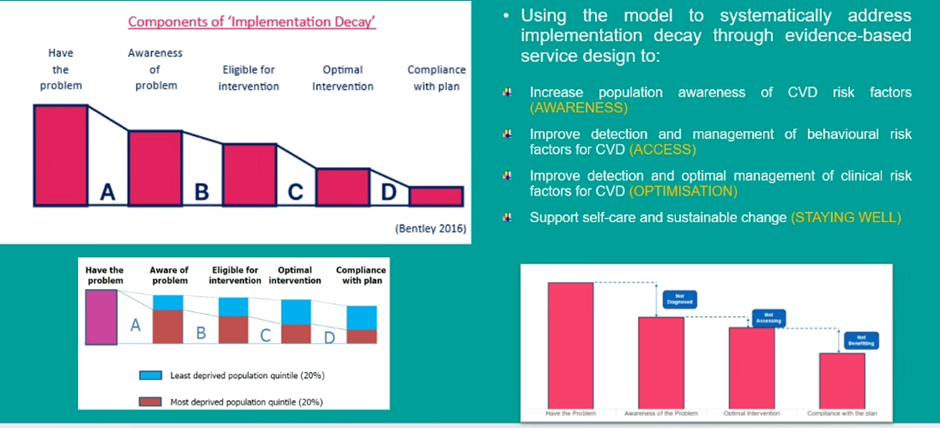 Components of 'Implementation Decay'
Have
the
problem
Awareness
of
problem
Eligible for
intervention
Optimal
Intervention
Compliance
with plan
A
B
C
D
(Bentley 2016)
• Using the model to systematically address
implementation decay through evidence-based
service design to:
Increase population awareness of CVD risk factors
(AWARENESS)
Improve detection and management of behavioural risk
factors for CVD (ACCESS)
Improve detection and optimal management of clinical risk
factors for CVD (OPTIMISATION)
Support self-care and sustainable change (STAYING WELL)
Have the
problem
Aware of
problem
Eligible for
intervention
Optimal
intervention
Compliance
with plan
A
B
C
D
Least deprived population quintile (20%)
Most deprived population quintile (20%)
Not
Diagnosed
Not
Assessing
Not
Benefitting
Have the Problem
Awareness of the Problem
Optimal Intervention
Compliance with the plan